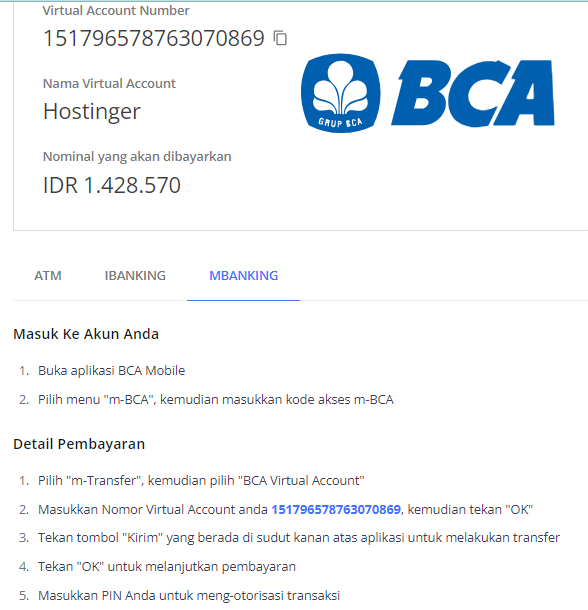 Virtual Account Number
151796578763070869
Nama Virtual Account
Hostinger
GRUP BCA
BCA
Nominal yang akan dibayarkan
IDR 1.428.570
ATM IBANKING MBANKING
Masuk Ke Akun Anda
1. Buka aplikasi BCA Mobile
2. Pilih menu "m-BCA", kemudian masukkan kode akses m-BCA
Detail Pembayaran
1. Pilih "m-Transfer", kemudian pilih "BCA Virtual Account"
2. Masukkan Nomor Virtual Account anda 151796578763070869, kemudian tekan "OK"
3. Tekan tombol "Kirim" yang berada di sudut kanan atas aplikasi untuk melakukan transfer
4. Tekan "OK" untuk melanjutkan pembayaran
5. Masukkan PIN Anda untuk meng-otorisasi transaksi